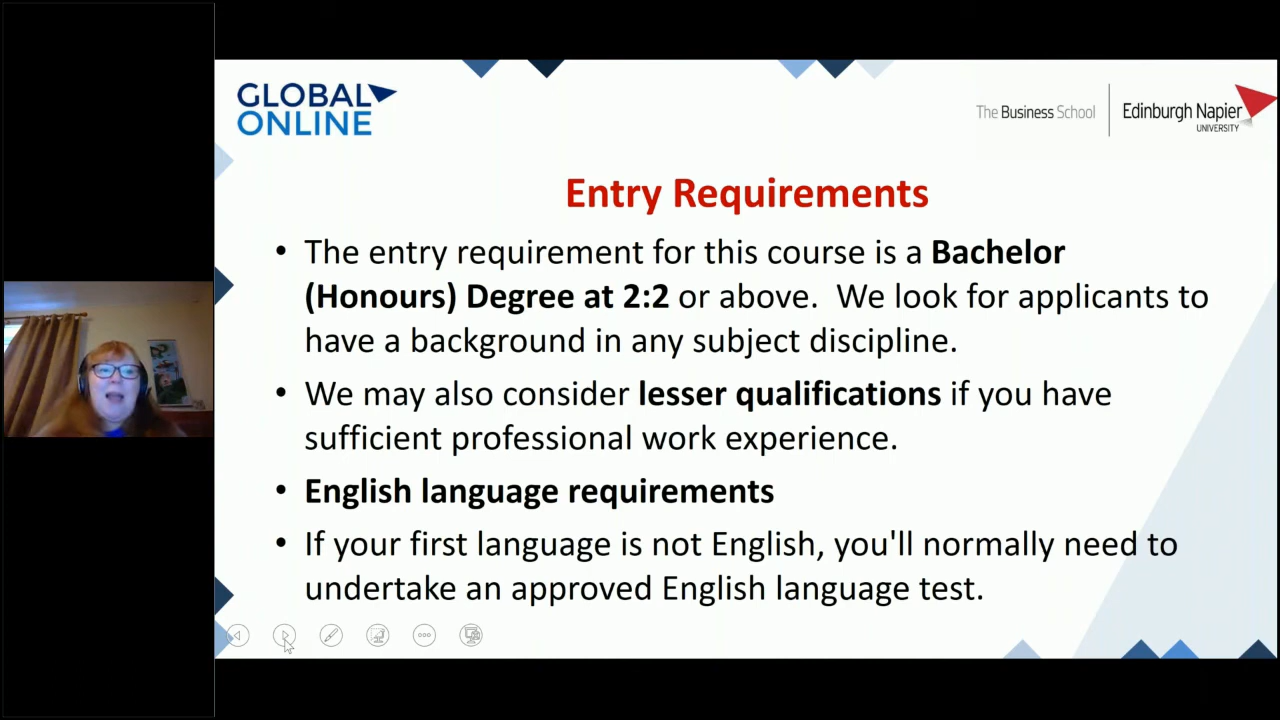 GLOBAL
ONLINE
The Business School
Edinburgh Napier
UNIVERSITY
Entry Requirements
• The entry requirement for this course is a Bachelor
(Honours) Degree at 2:2 or above. We look for applicants to
have a background in any subject discipline.
• We may also consider lesser qualifications if you have
sufficient professional work experience.
• English language requirements
• If your first language is not English, you'll normally need to
undertake an approved English language test.